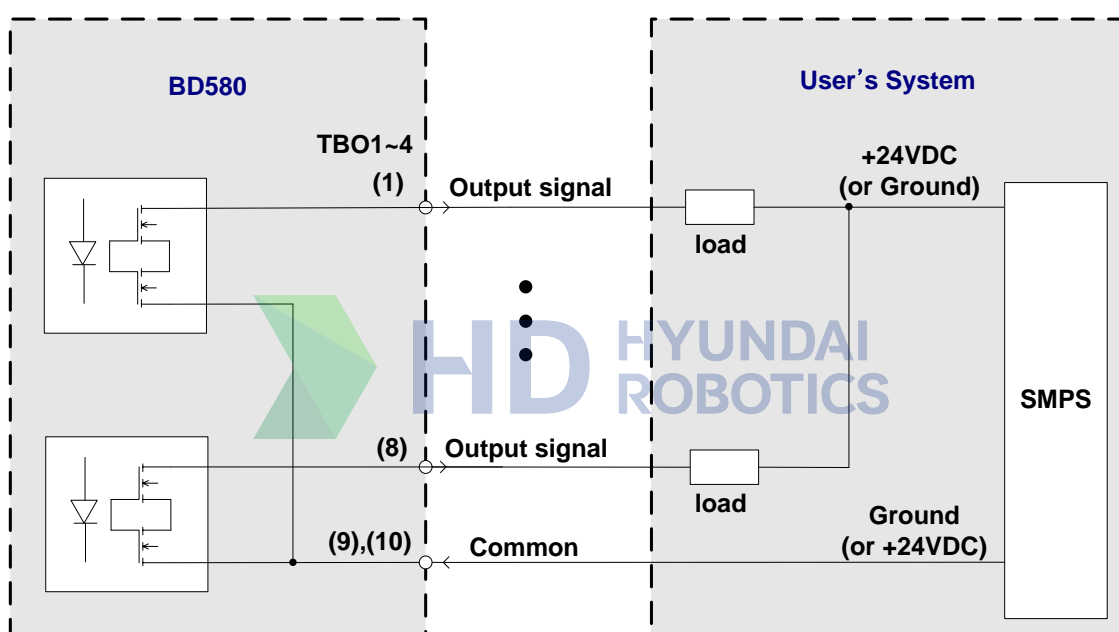 BD580
User's System
TBO1~4
(1)
Output signal
+24VDC
(or Ground)
load
HD HYUNDAI
ROBOTICS
SMPS
(8)
Output signal
load
(9),(10)
Common
Ground
(or +24VDC)